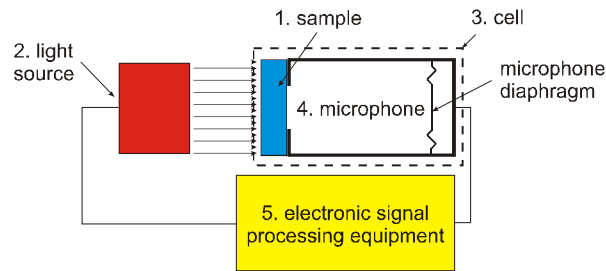 1. sample
3. cell
2. light
source
microphone
diaphragm
4. microphone
5. electronic signal
processing equipment